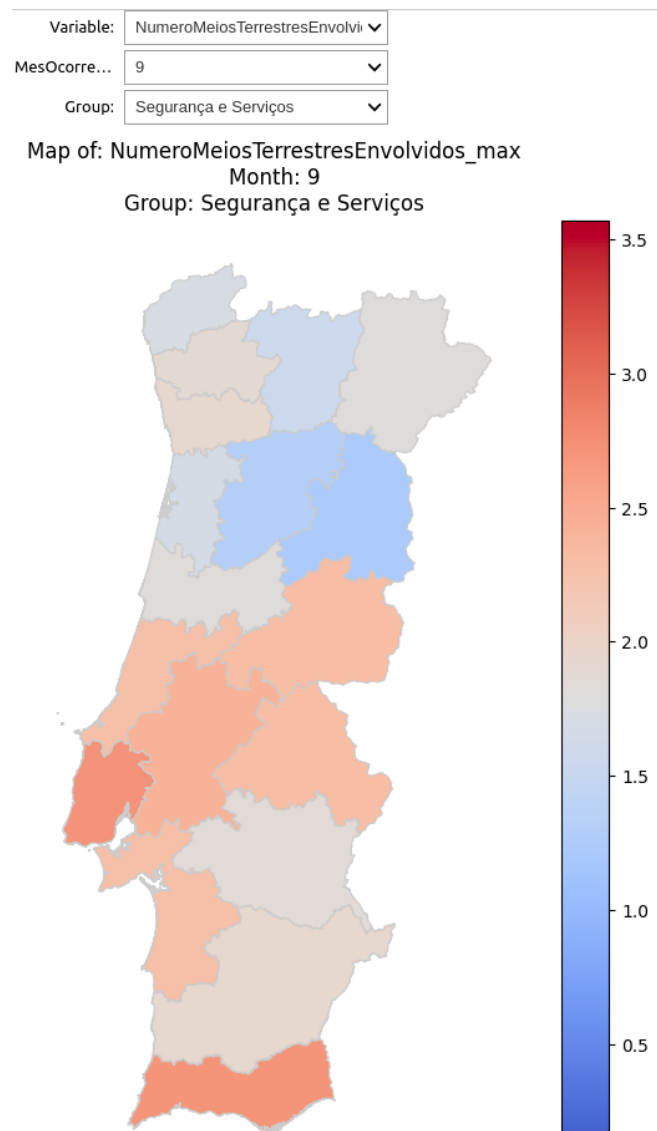 Variable: NumeroMeiosTerrestresEnvolvi
MesOcorre... 9
Group: Segurança e Serviços
Map of: NumeroMeiosTerrestresEnvolvidos_max
Month: 9
Group: Segurança e Serviços
3.5
3.0
2.5
2.0
1.5
1.0
0.5